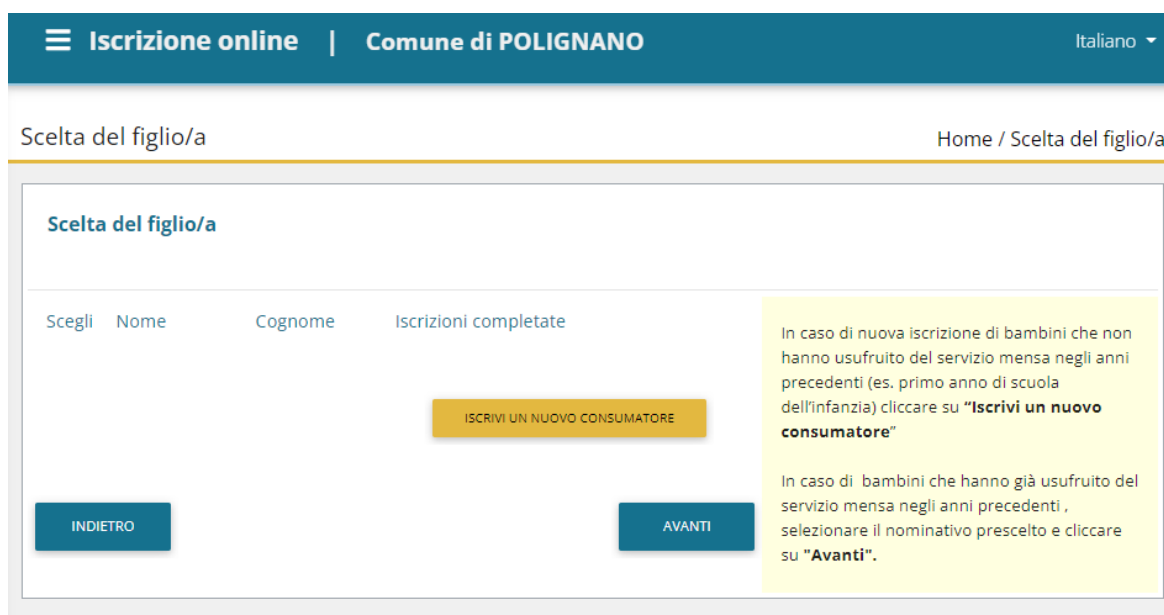 ☰ Iscrizione online | Comune di POLIGNANO Italiano
Scelta del figlio/a
Home / Scelta del figlio/a
Scelta del figlio/a
Scegli Nome Cognome Iscrizioni completate
ISCRIVI UN NUOVO CONSUMATORE
INDIETRO
AVANTI
In caso di nuova iscrizione di bambini che non
hanno usufruito del servizio mensa negli anni
precedenti (es. primo anno di scuola
dell'infanzia) cliccare su “Iscrivi un nuovo
consumatore”
In caso di bambini che hanno già usufruito del
servizio mensa negli anni precedenti ,
selezionare il nominativo prescelto e cliccare
su "Avanti".